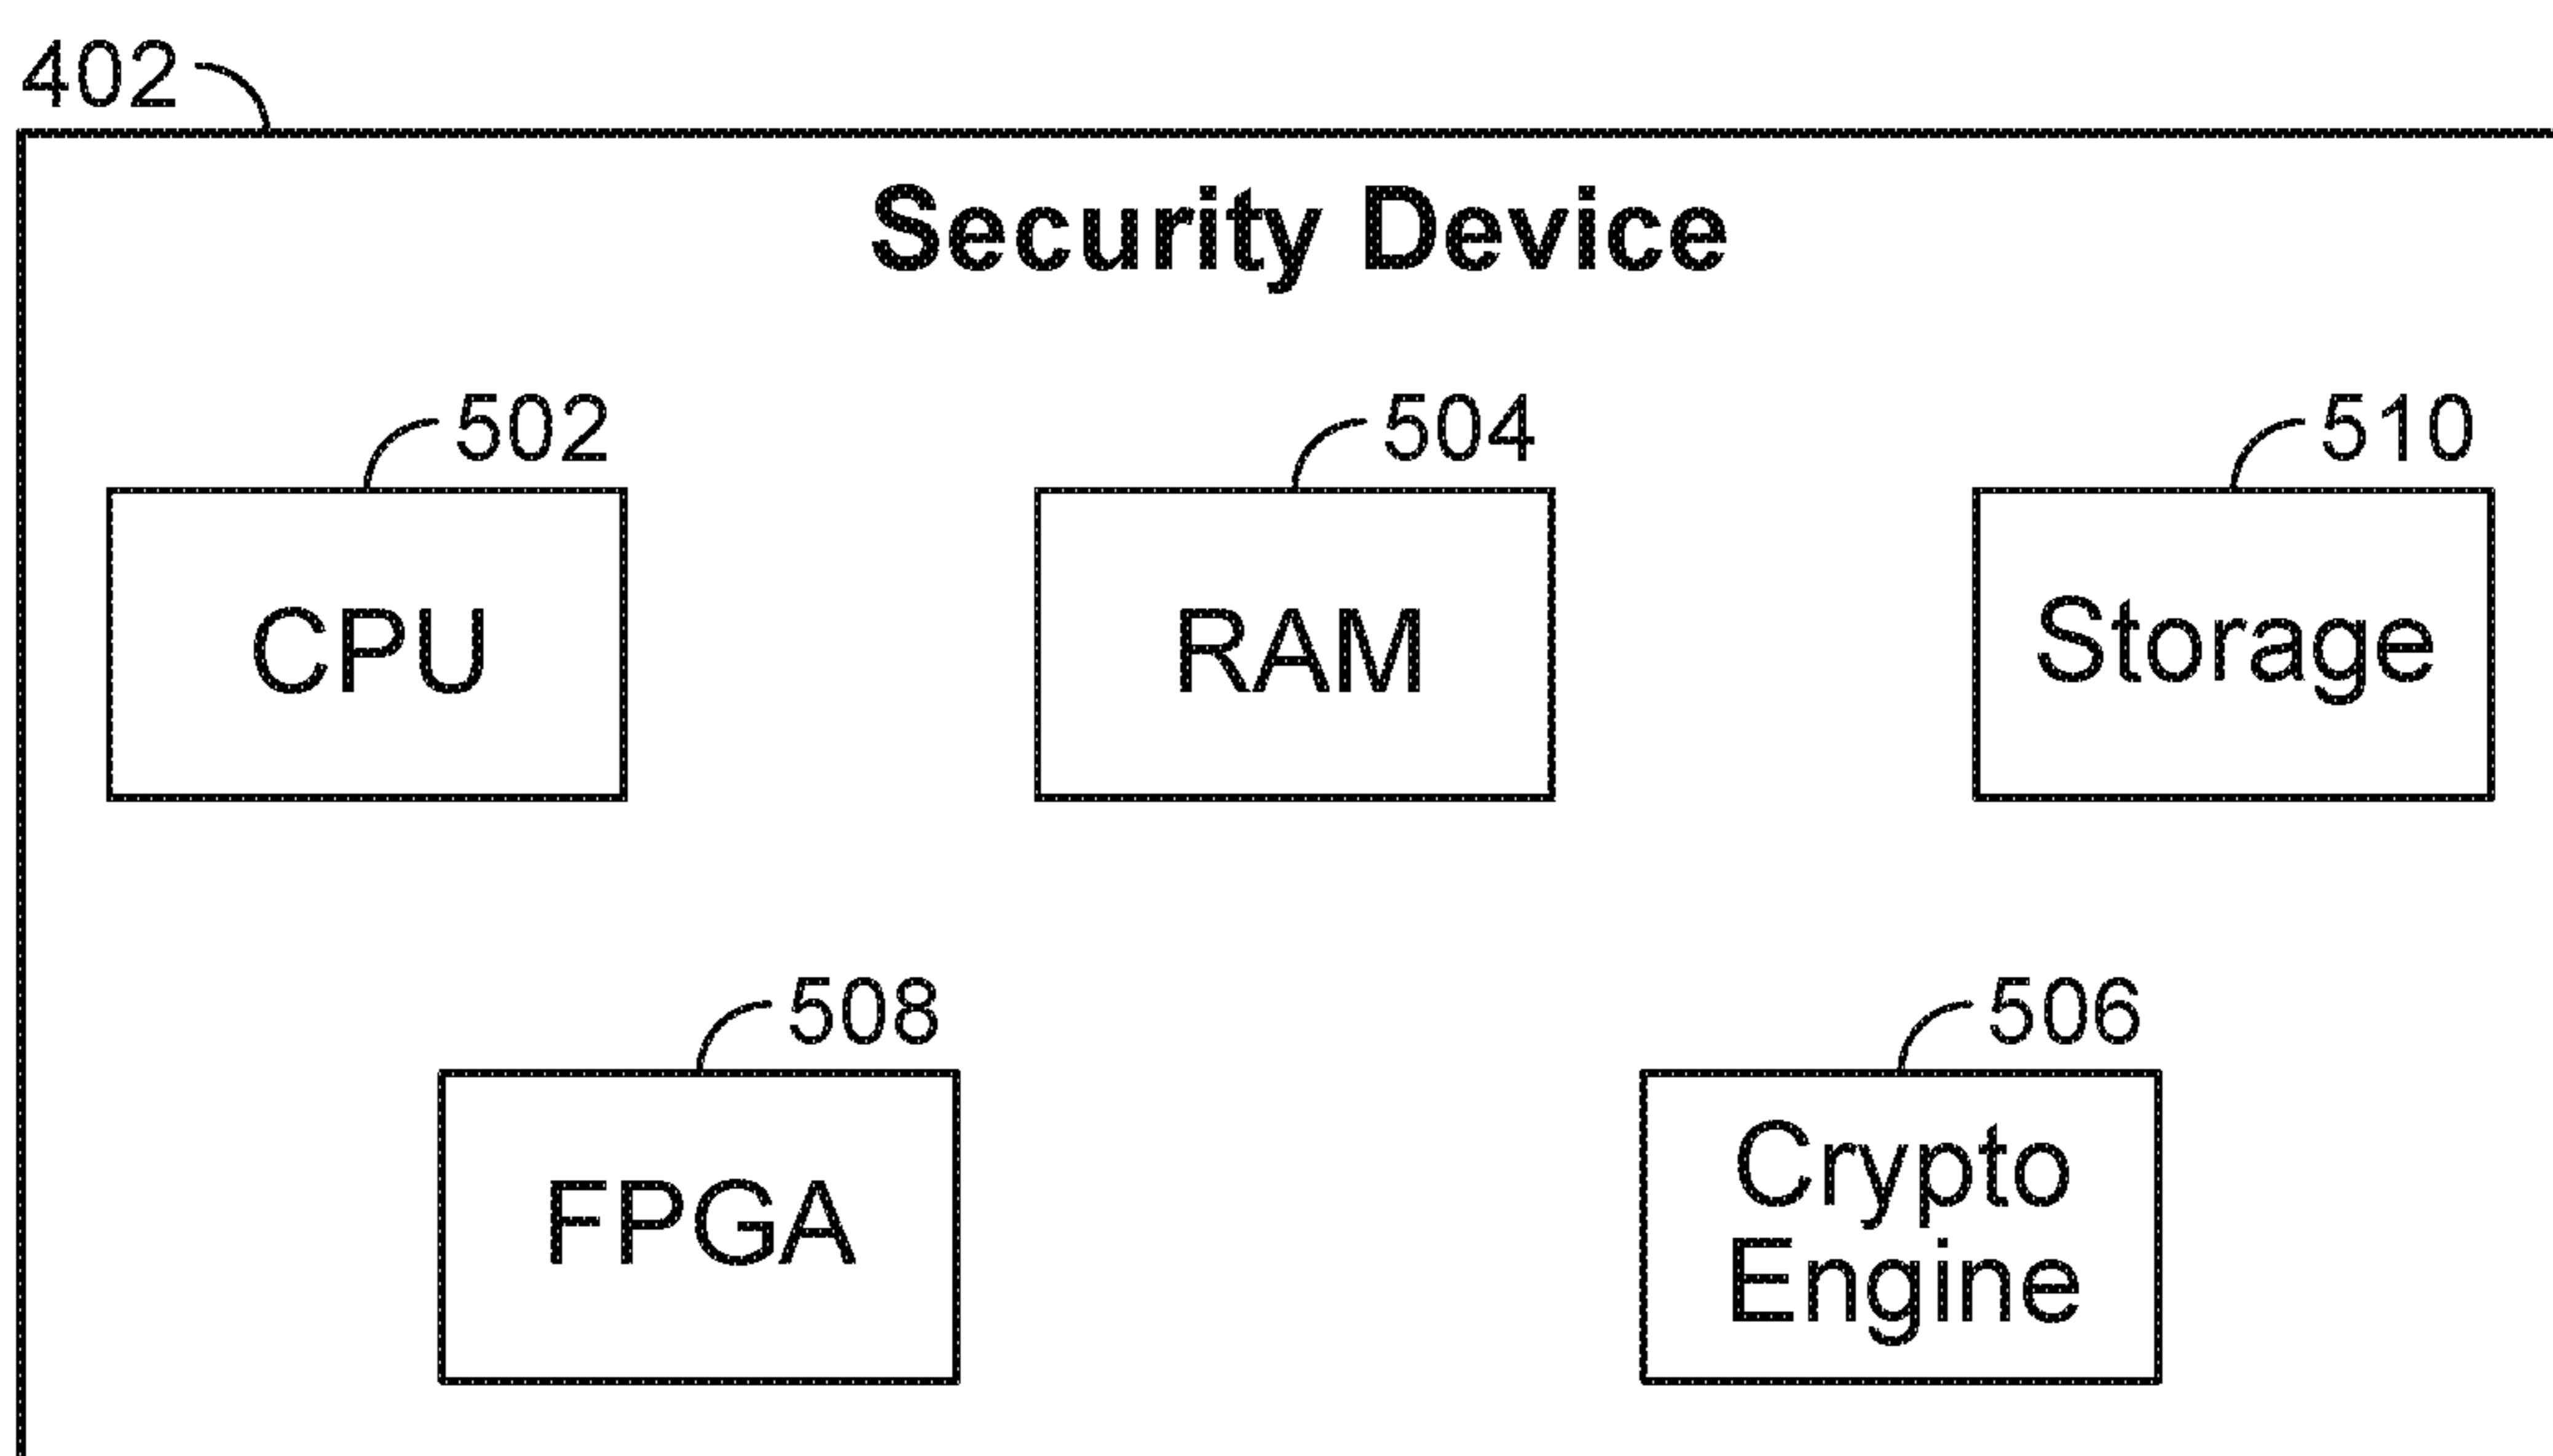 402
Security Device
502
504
510
CPU
RAM
Storage
508
506
FPGA
Crypto
Engine